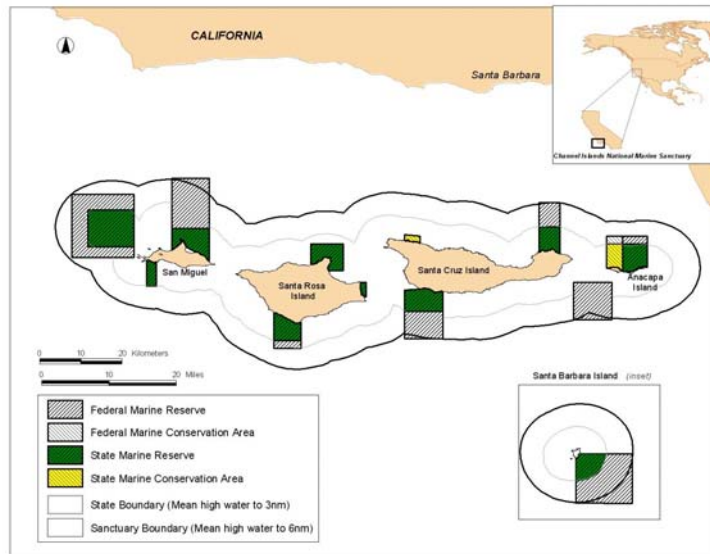 CALIFORNIA
Santa Barbara
Channel Islands National Marine Sanctuary
San Miguel
Santa Rosa
Island
Santa Cruz Island
Anacapa
Island
0 10 20 Kilometers
0 10 20 Miles
Santa Barbara Island (inset)
Federal Marine Reserve
Federal Marine Conservation Area
State Marine Reserve
State Marine Conservation Area
State Boundary (Mean high water to 3nm)
Sanctuary Boundary (Mean high water to 6nm)